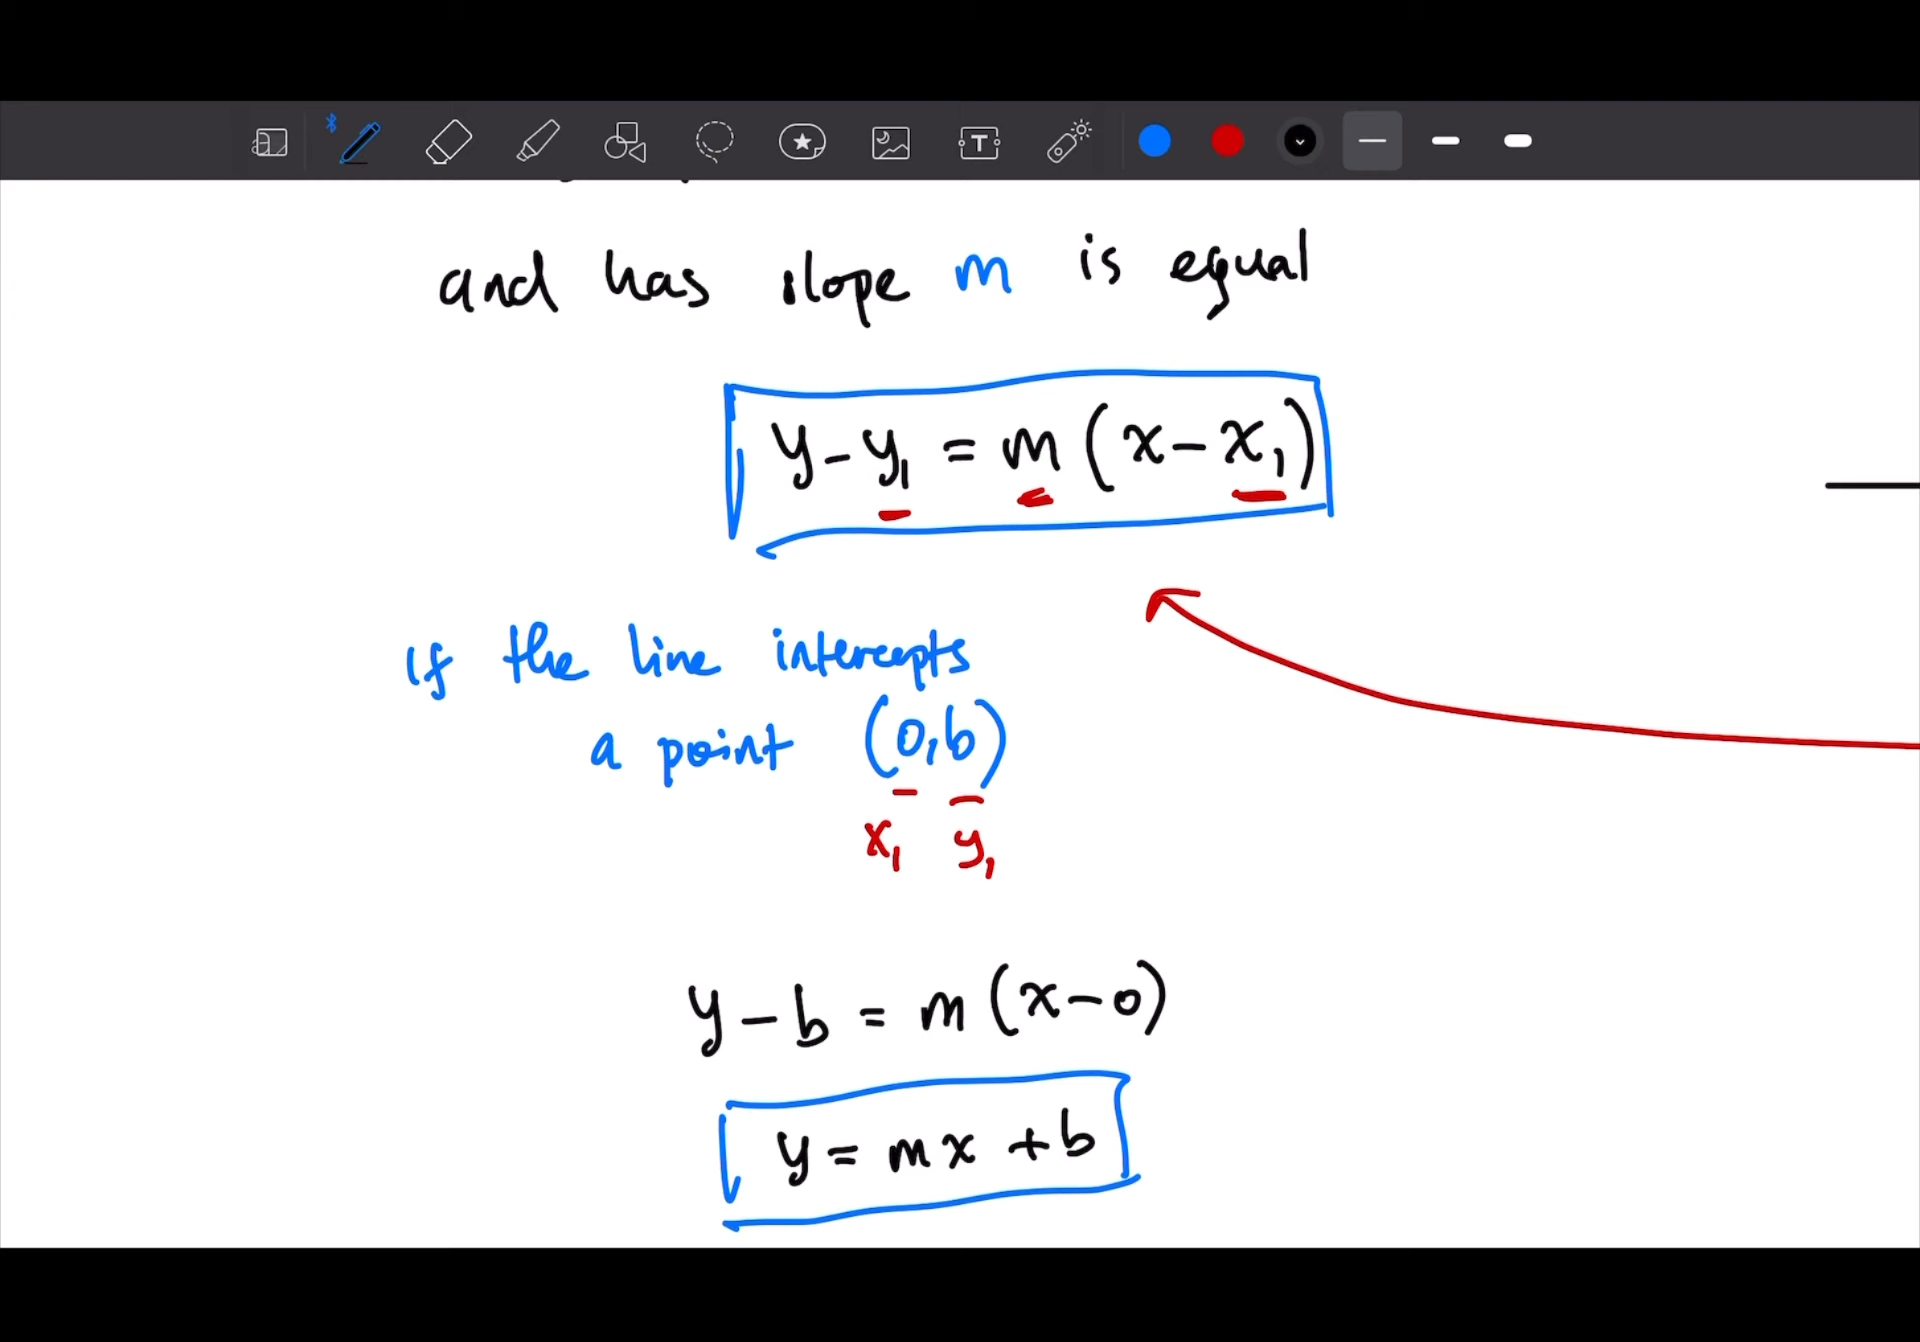 and has slope m is equal
y - y₁ = m (x - x₁)
If the line intercepts
a point (0,b)
x₁ y₁
y - b = m (x - 0)
y = mx + b